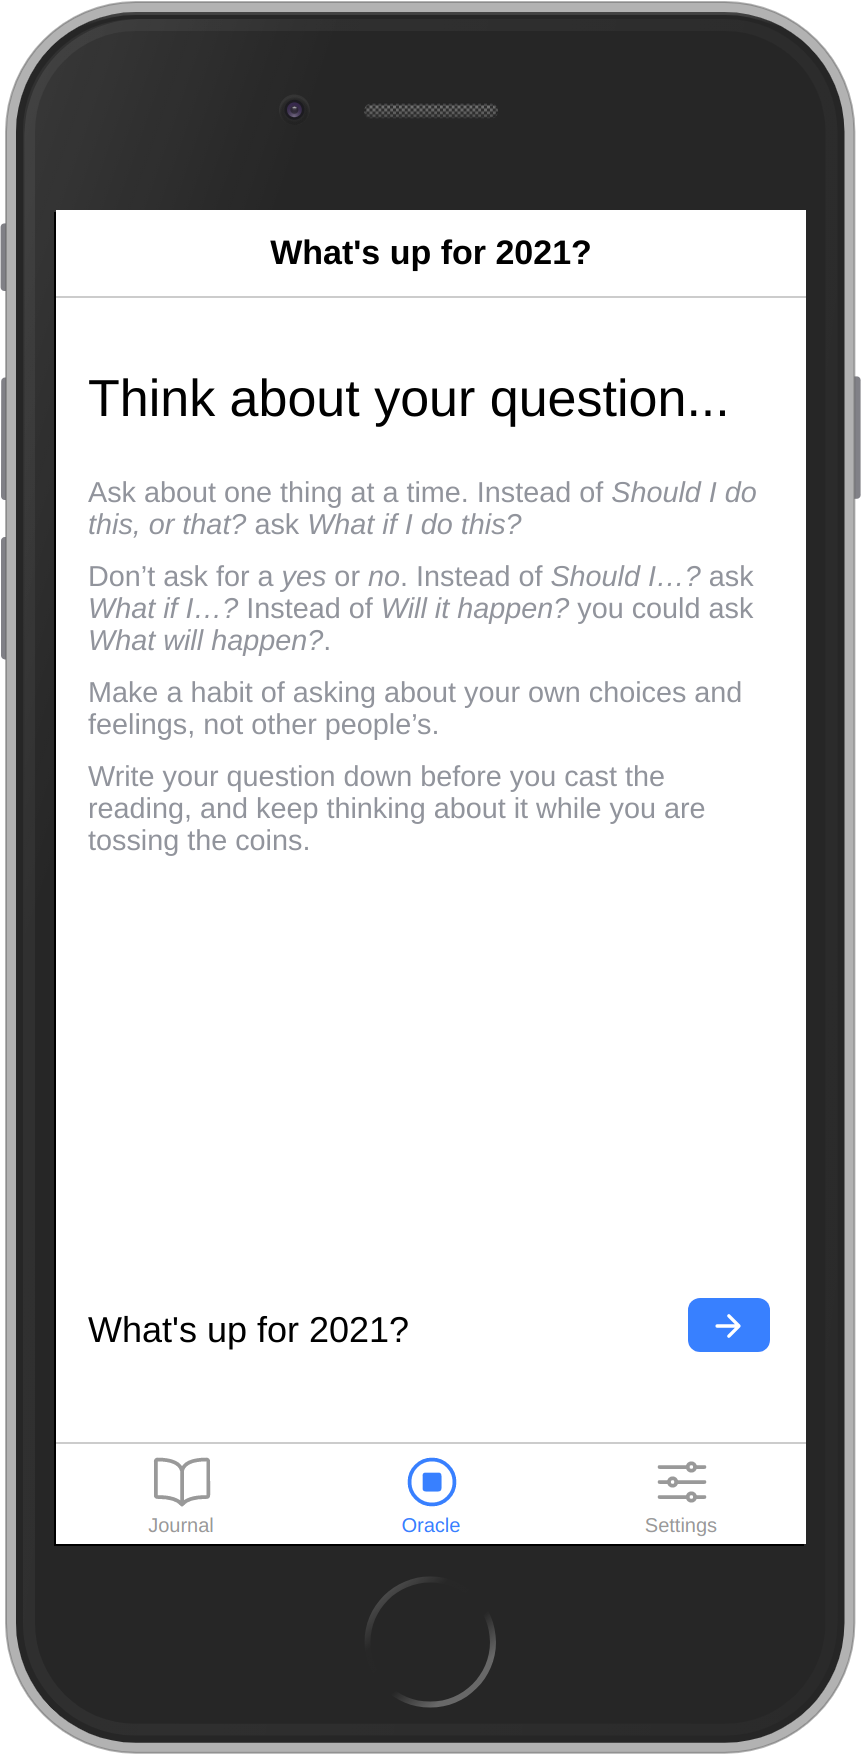 What's up for 2021?
Think about your question...
Ask about one thing at a time. Instead of Should I do
this, or that? ask What if I do this?
Don’t ask for a yes or no. Instead of Should I…? ask
What if I…? Instead of Will it happen? you could ask
What will happen?.
Make a habit of asking about your own choices and
feelings, not other people’s.
Write your question down before you cast the
reading, and keep thinking about it while you are
tossing the coins.
What's up for 2021?
Journal
Oracle
Settings